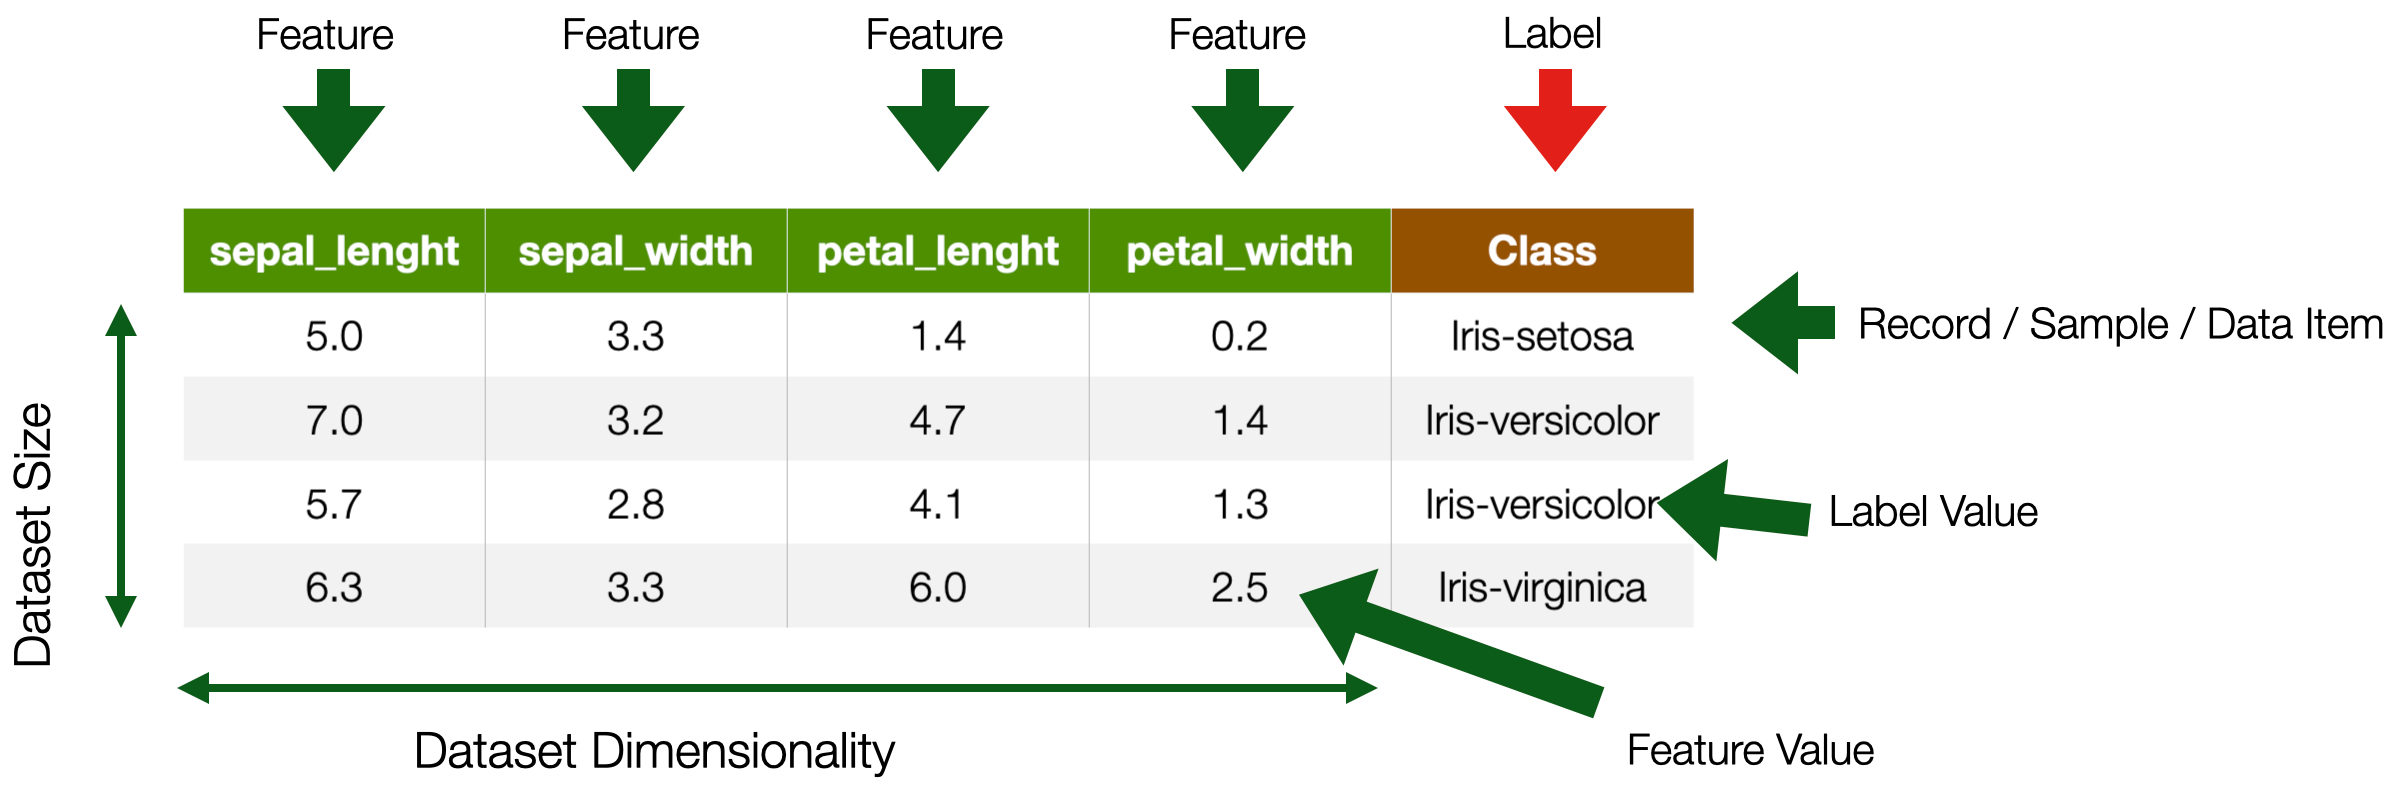 Feature Feature Feature Feature Label
sepal_lenght sepal_width petal_lenght petal_width Class
5.0 3.3 1.4 0.2 Iris-setosa
Record / Sample / Data Item
7.0 3.2 4.7 1.4 Iris-versicolor
5.7 2.8 4.1 1.3 Iris-versicolor
Label Value
6.3 3.3 6.0 2.5 Iris-virginica
Dataset Size
Dataset Dimensionality
Feature Value